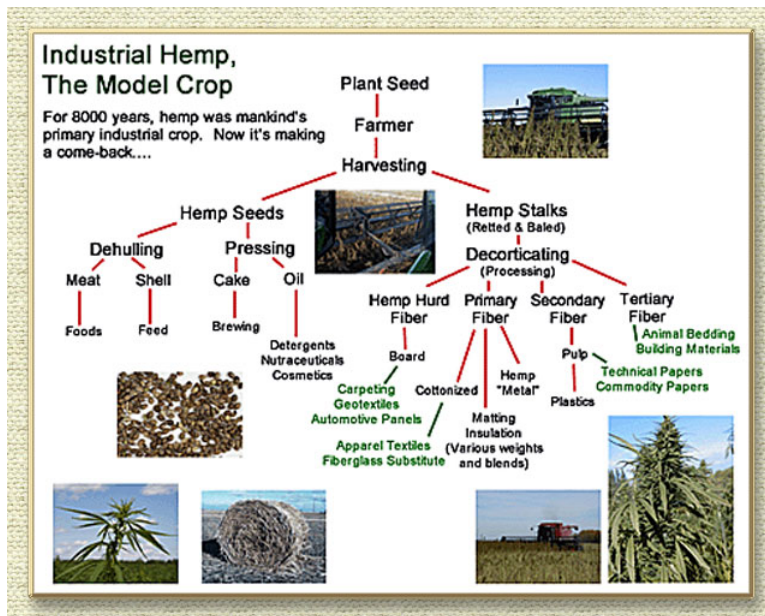 Industrial Hemp,
The Model Crop
For 8000 years, hemp was mankind's
primary industrial crop. Now it's making
a come-back....
Plant Seed
Farmer
Harvesting
Hemp Seeds
Hemp Stalks
(Retted & Baled)
Dehulling
Pressing
Decorticating
(Processing)
Meat
Shell
Cake
Oil
Hemp Hurd
Fiber
Primary
Fiber
Secondary
Fiber
Tertiary
Fiber
Foods
Feed
Brewing
Detergents
Nutraceuticals
Cosmetics
Board
Carpeting
Geotextiles
Automotive Panels
Cottonized
Apparel Textiles
Fiberglass Substitute
Hemp
"Metal"
Matting
Insulation
(Various weights
and blends)
Pulp
Plastics
Technical Papers
Commodity Papers
Animal Bedding
Building Materials